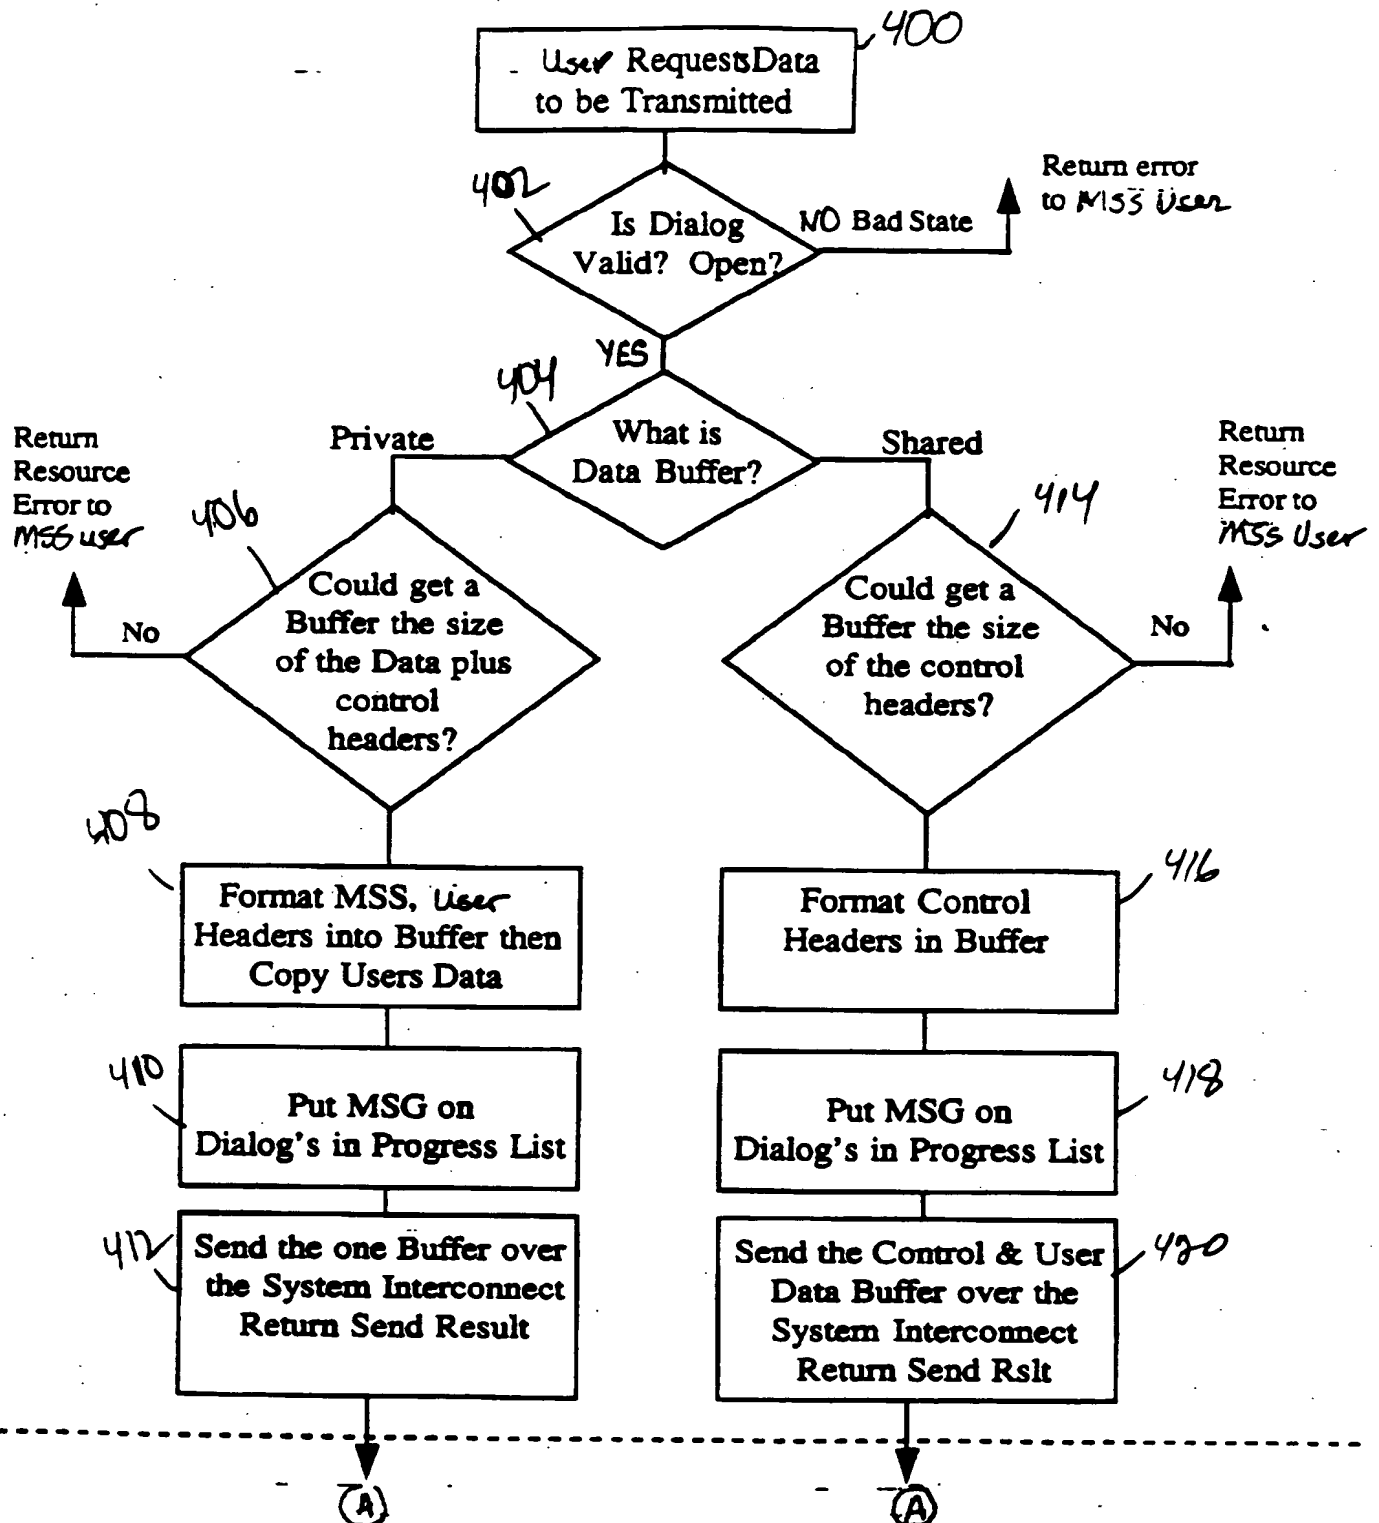 400
User RequestsData
to be Transmitted
402
Is Dialog
Valid? Open?
NO Bad State
Return error
to MSS User
YES
404
What is
Data Buffer?
Private
Shared
Return
Resource
Error to
MSS user
406
Could get a
Buffer the size
of the Data plus
control
headers?
No
Return
Resource
Error to
MSS User
414
Could get a
Buffer the size
of the control
headers?
No
408
Format MSS, User
Headers into Buffer then
Copy Users Data
416
Format Control
Headers in Buffer
410
Put MSG on
Dialog's in Progress List
418
Put MSG on
Dialog's in Progress List
412
Send the one Buffer over
the System Interconnect
Return Send Result
420
Send the Control & User
Data Buffer over the
System Interconnect
Return Send Rslt
A
A